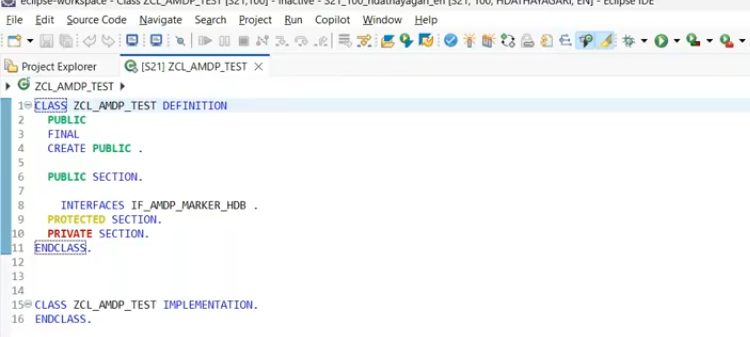 eclipse-workspace - Class ZCL_AMDP_TEST [S21,100] - inactive - S21_100_hdathayagari_en [S21, 100, HDATHAYAGARI, EN] - Eclipse IDE
File Edit Source Code Navigate Search Project Run Copilot Window Help
Project Explorer [S21] ZCL_AMDP_TEST
ZCL_AMDP_TEST
1 CLASS ZCL_AMDP_TEST DEFINITION
2 PUBLIC
3 FINAL
4 CREATE PUBLIC .
5
6 PUBLIC SECTION.
7
8 INTERFACES IF_AMDP_MARKER_HDB .
9 PROTECTED SECTION.
10 PRIVATE SECTION.
11 ENDCLASS.
12
13
14
15 CLASS ZCL_AMDP_TEST IMPLEMENTATION.
16 ENDCLASS.